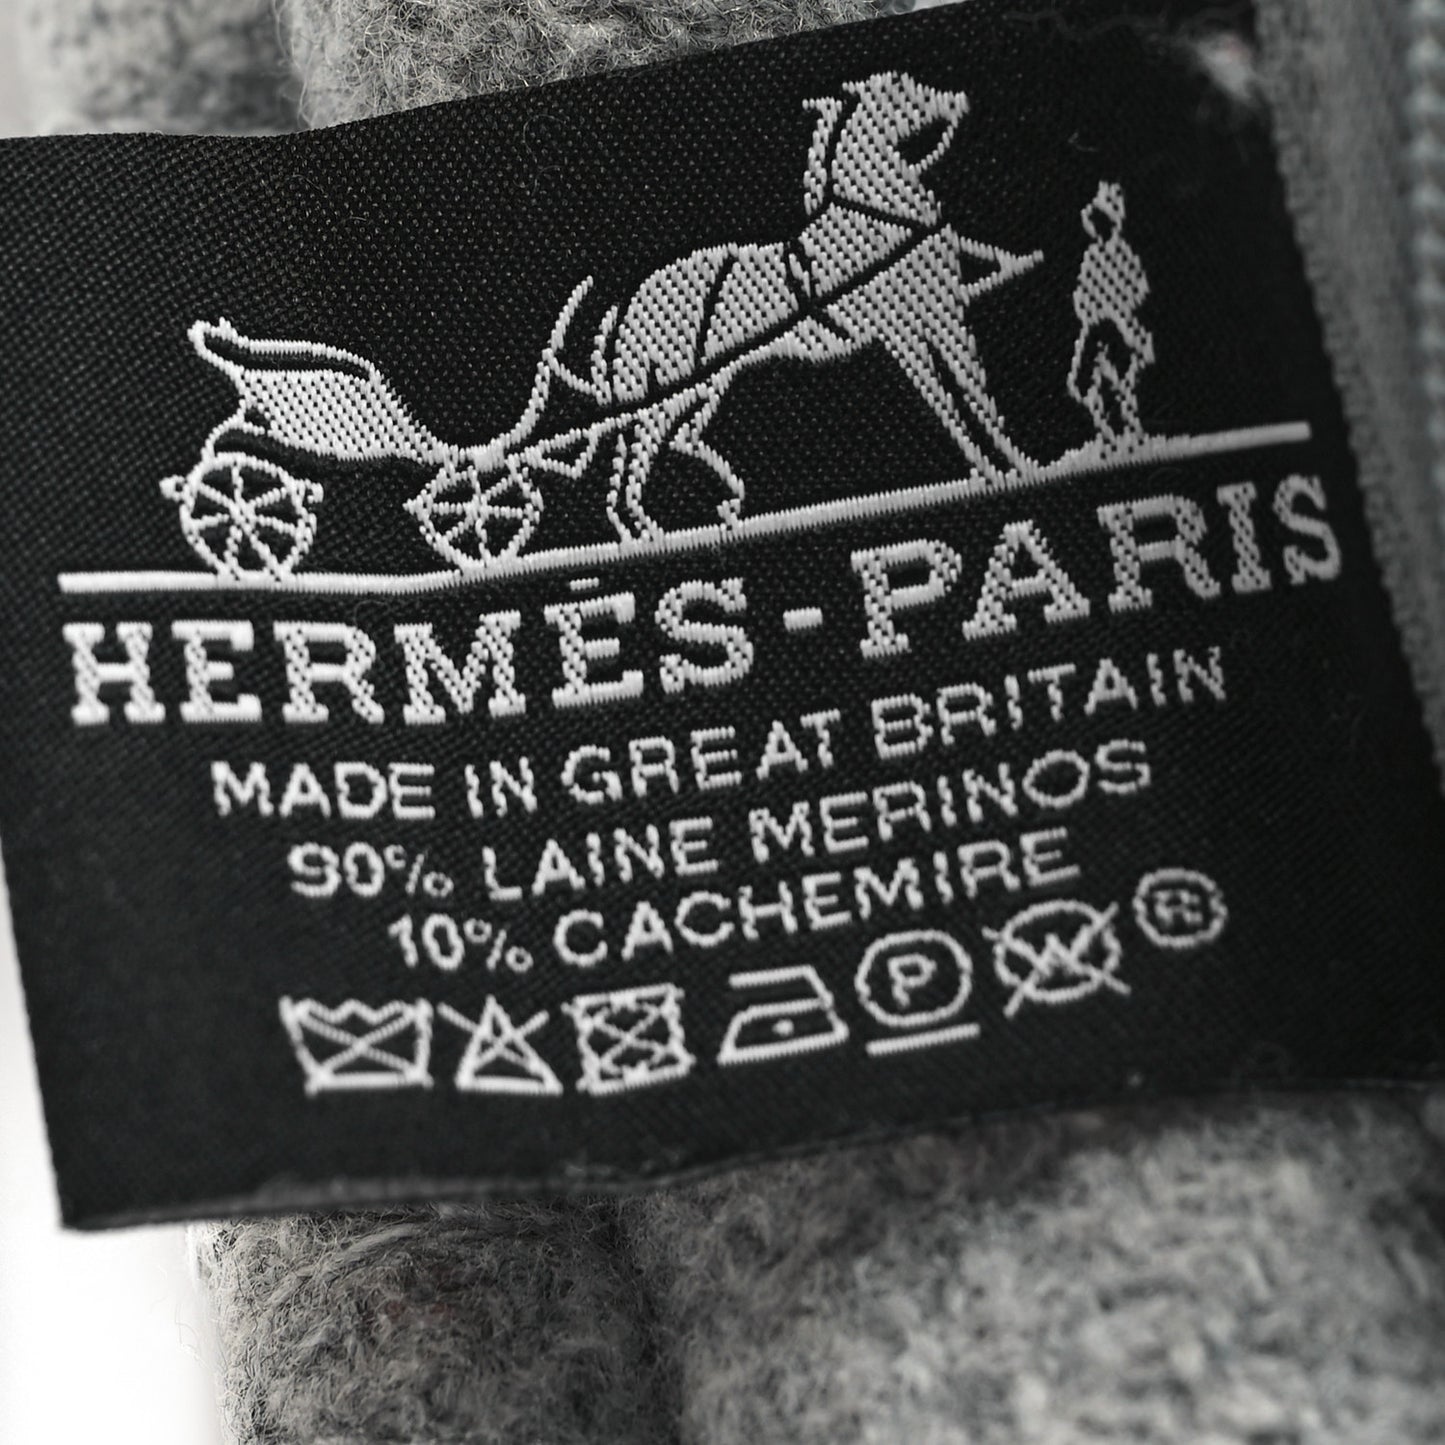 HERMÈS-PARIS
MADE IN GREAT BRITAIN
90% LAINE MERINOS
10% CACHEMIRE
P W ®